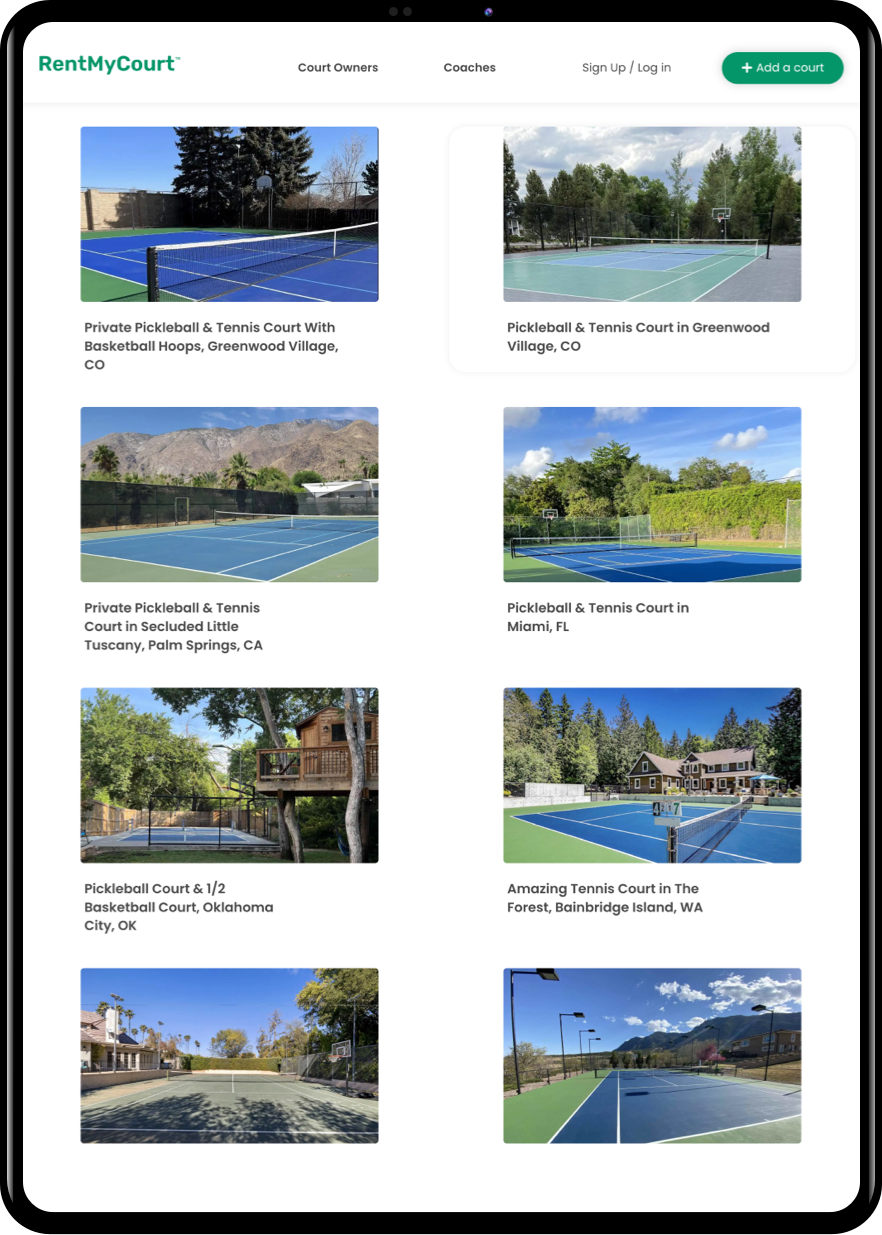 RentMyCourt™
Court Owners
Coaches
Sign Up / Log in
+ Add a court
Private Pickleball & Tennis Court With
Basketball Hoops, Greenwood Village,
CO
Pickleball & Tennis Court in Greenwood
Village, CO
Private Pickleball & Tennis
Court in Secluded Little
Tuscany, Palm Springs, CA
Pickleball & Tennis Court in
Miami, FL
Pickleball Court & 1/2
Basketball Court, Oklahoma
City, OK
Amazing Tennis Court in The
Forest, Bainbridge Island, WA